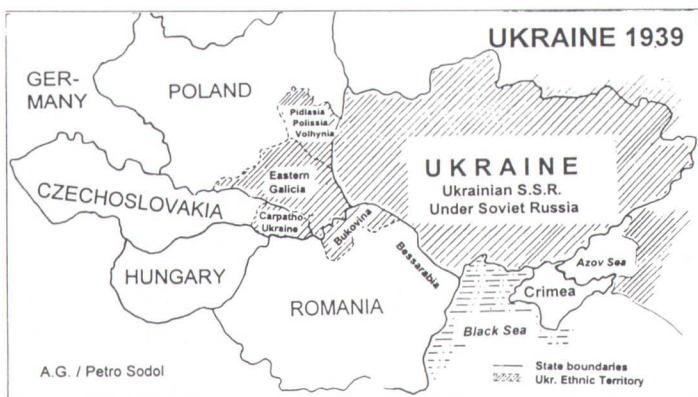 UKRAINE 1939
GER-
MANY
POLAND
Pidlasia
Polissia
Volhynia
UKRAINE
Ukrainian S.S.R.
Under Soviet Russia
Eastern
Galicia
CZECHOSLOVAKIA
Carpatho-
Ukraine
Bukovina
Bessarabia
Azov Sea
HUNGARY
Crimea
ROMANIA
Black Sea
A.G. / Petro Sodol
State boundaries
Ukr. Ethnic Territory